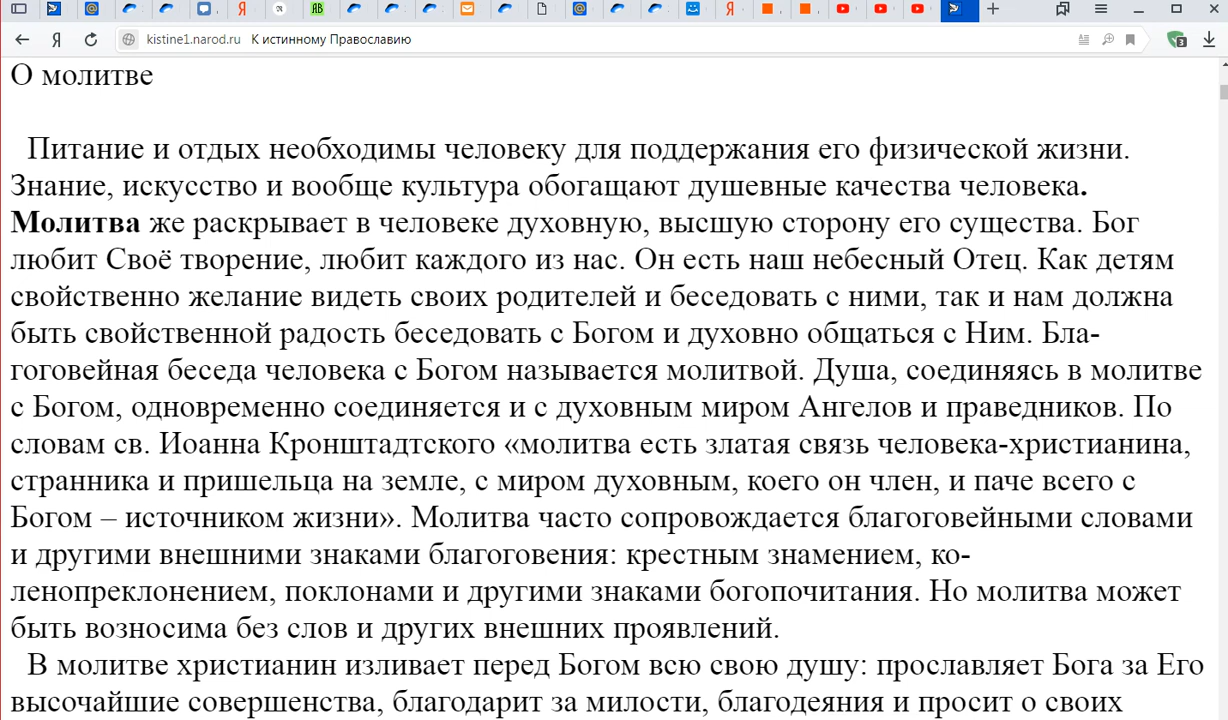 kistine1.narod.ru К истинному Православию
3
О молитве
Питание и отдых необходимы человеку для поддержания его физической жизни.
Знание, искусство и вообще культура обогащают душевные качества человека.
Молитва же раскрывает в человеке духовную, высшую сторону его существа. Бог
любит Своё творение, любит каждого из нас. Он есть наш небесный Отец. Как детям
свойственно желание видеть своих родителей и беседовать с ними, так и нам должна
быть свойственной радость беседовать с Богом и духовно общаться с Ним. Бла-
гоговейная беседа человека с Богом называется молитвой. Душа, соединяясь в молитве
с Богом, одновременно соединяется и с духовным миром Ангелов и праведников. По
словам св. Иоанна Кронштадтского «молитва есть златая связь человека-христианина,
странника и пришельца на земле, с миром духовным, коего он член, и паче всего с
Богом – источником жизни». Молитва часто сопровождается благоговейными словами
и другими внешними знаками благоговения: крестным знамением, ко-
ленопреклонением, поклонами и другими знаками богопочитания. Но молитва может
быть возносима без слов и других внешних проявлений.
В молитве христианин изливает перед Богом всю свою душу: прославляет Бога за Его
высочайшие совершенства, благодарит за милости, благодеяния и просит о своих